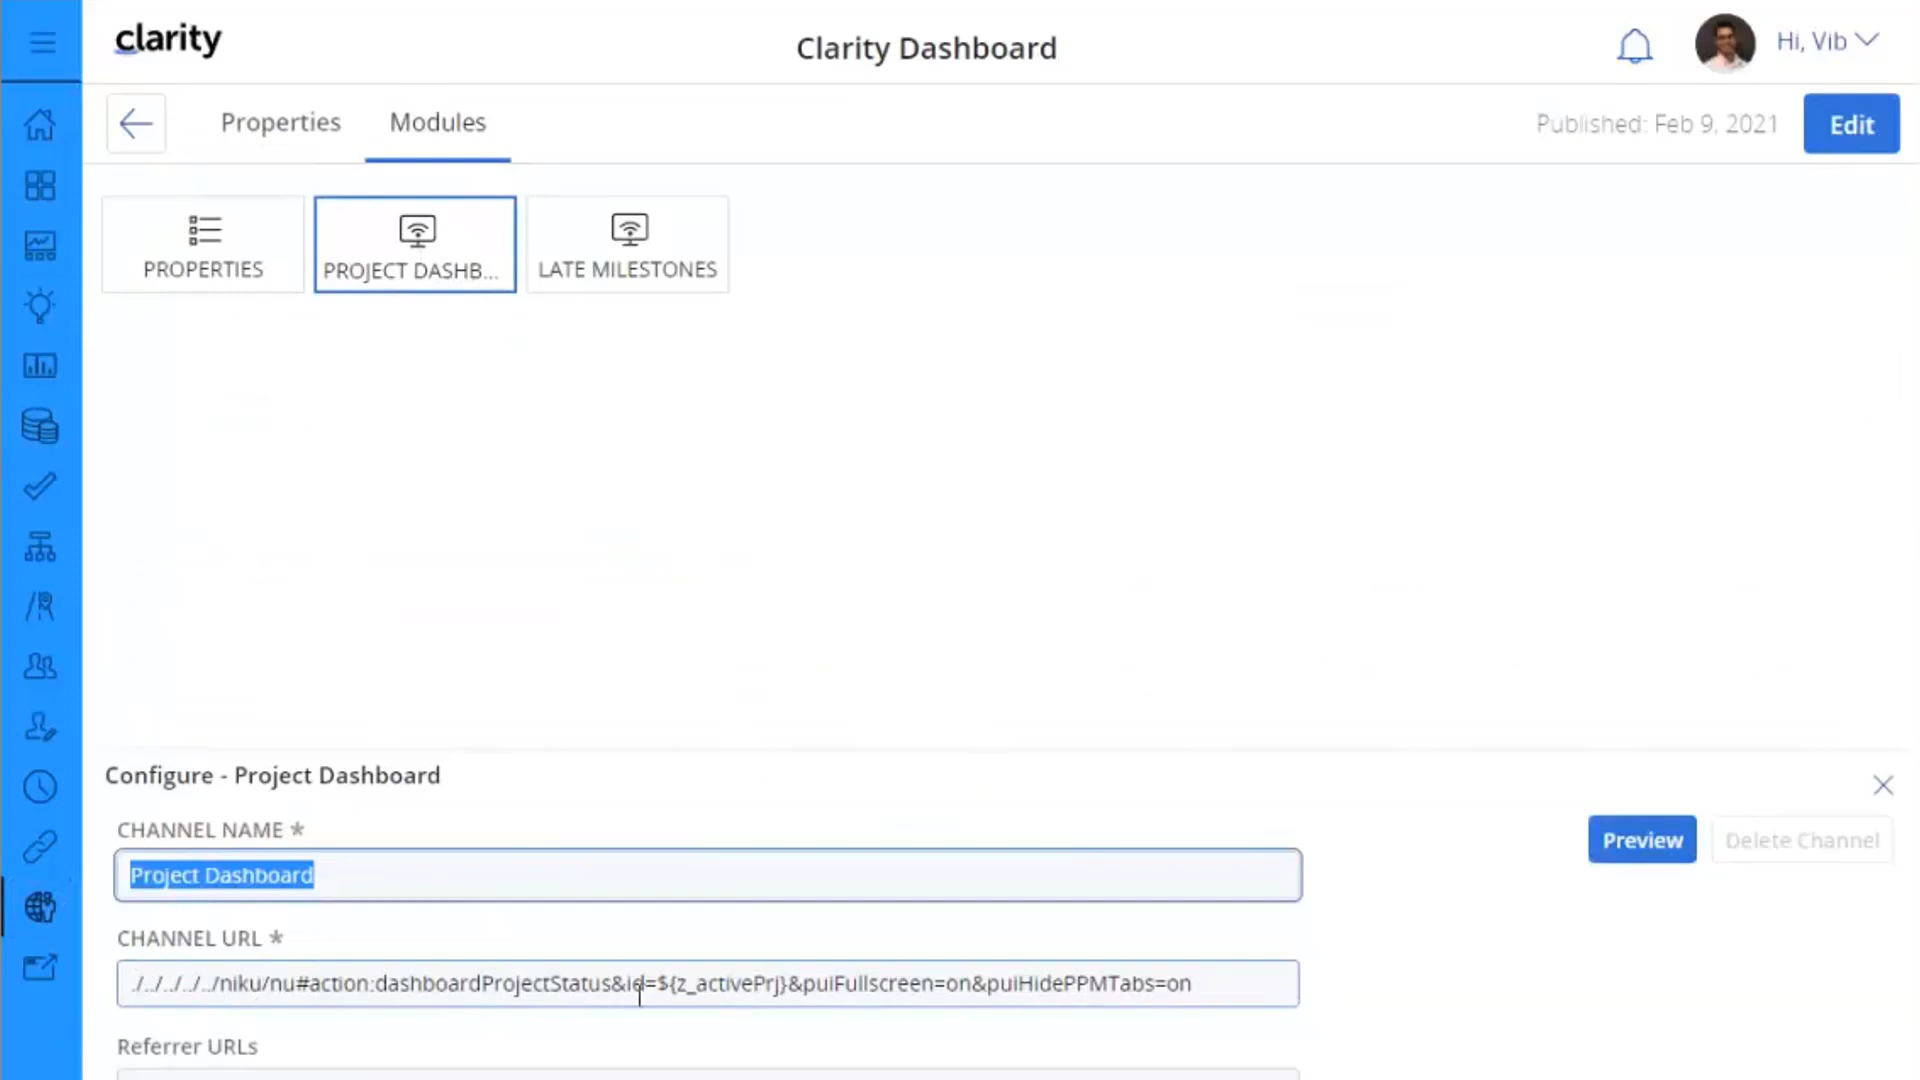 clarity
Clarity Dashboard
Hi, Vib
Properties
Modules
Published: Feb 9, 2021
Edit
PROPERTIES
PROJECT DASHB...
LATE MILESTONES
Configure - Project Dashboard
CHANNEL NAME *
Preview
Delete Channel
Project Dashboard
CHANNEL URL *
./../../../../niku/nu#action:dashboardProjectStatus&id=${z_activePrj}&puiFullscreen=on&puiHidePPMTabs=on
Referrer URLs